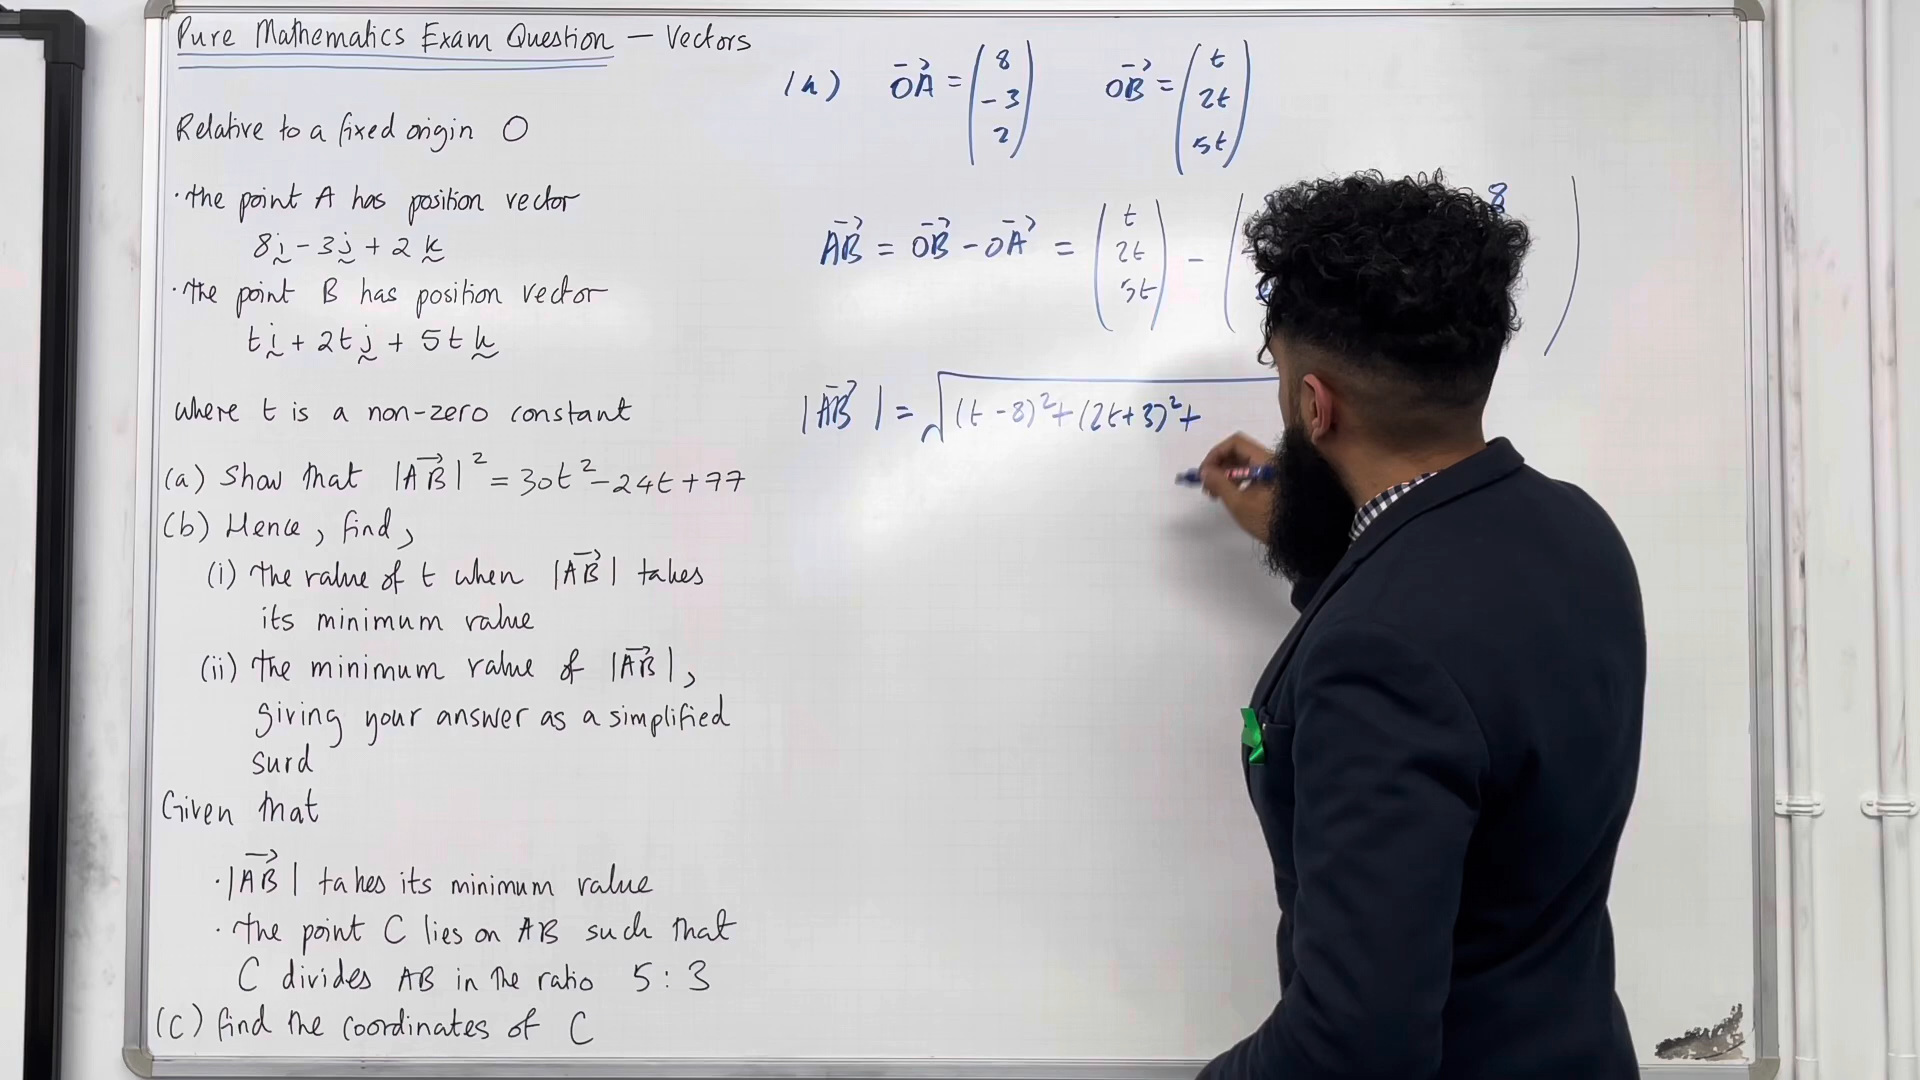 Pure Mathematics Exam Question — Vectors
Relative to a fixed origin O
· the point A has position vector
8i - 3j + 2k
· the point B has position vector
ti + 2tj + 5tk
where t is a non-zero constant
(a) Show that |AB|² = 30t² - 24t + 77
(b) Hence, find,
(i) the value of t when |AB| takes
its minimum value
(ii) the minimum value of |AB|,
giving your answer as a simplified
surd
Given that
· |AB| takes its minimum value
· the point C lies on AB such that
C divides AB in the ratio 5 : 3
(c) find the coordinates of C
OA = (8 -3 2) OB = (t 2t 5t)
AB = OB - OA = (t 2t 5t) - ( 8 )
|AB| = √(t-8)² + (2t+3)² +